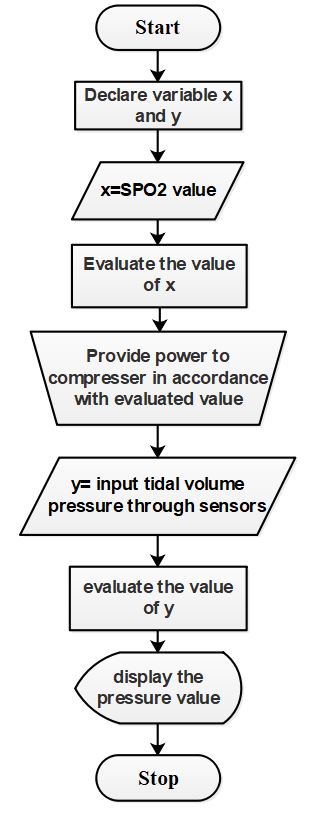 Start
Declare variable x
and y
x=SPO2 value
Evaluate the value
of x
Provide power to
compresser in accordance
with evaluated value
y= input tidal volume
pressure through sensors
evaluate the value
of y
display the
pressure value
Stop